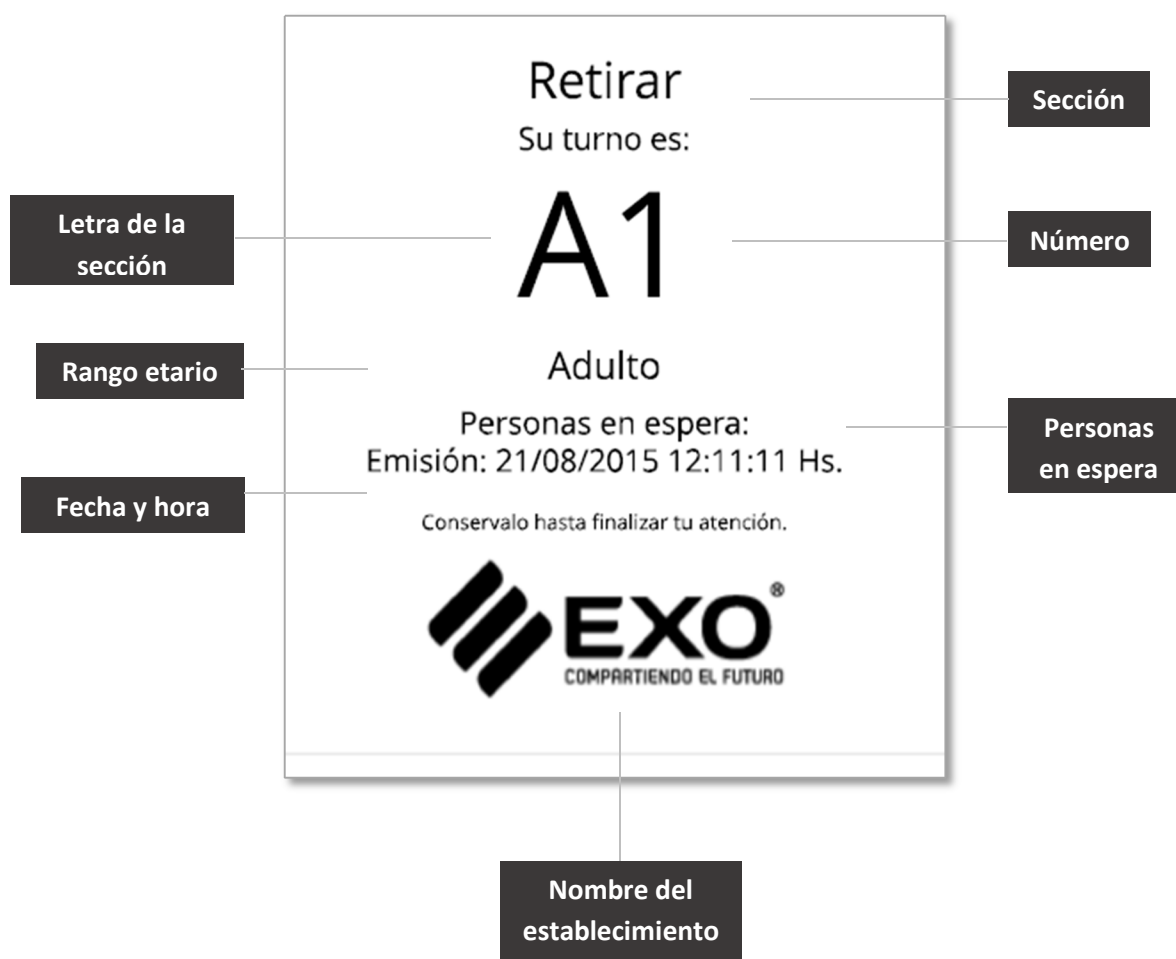 Retirar
Sección
Su turno es:
Letra de la
sección
A1
Número
Rango etario
Adulto
Personas en espera:
Personas
en espera
Emisión: 21/08/2015 12:11:11 Hs.
Fecha y hora
Conservalo hasta finalizar tu atención.
EXO®
COMPARTIENDO EL FUTURO
Nombre del
establecimiento